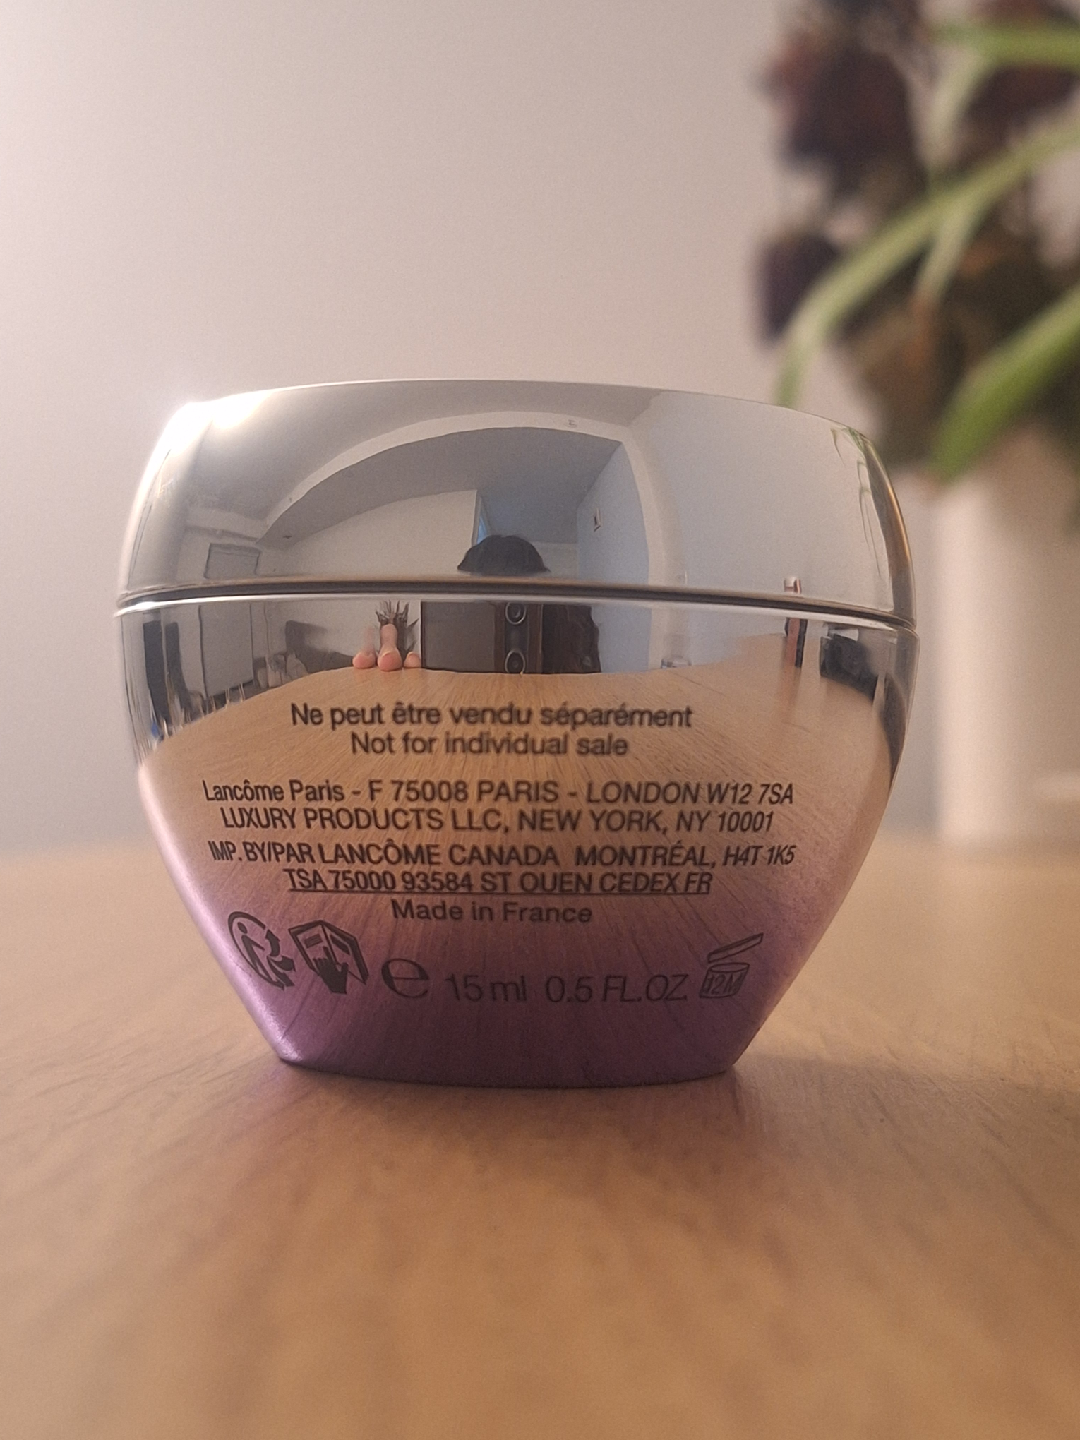 Ne peut être vendu séparément
Not for individual sale
Lancôme Paris - F 75008 PARIS - LONDON W12 7SA
LUXURY PRODUCTS LLC, NEW YORK, NY 10001
IMP. BY/PAR LANCÔME CANADA MONTRÉAL, H4T 1K5
TSA 75000 93584 ST OUEN CEDEX FR
Made in France
℮ 15 ml 0.5 FL.OZ 12M